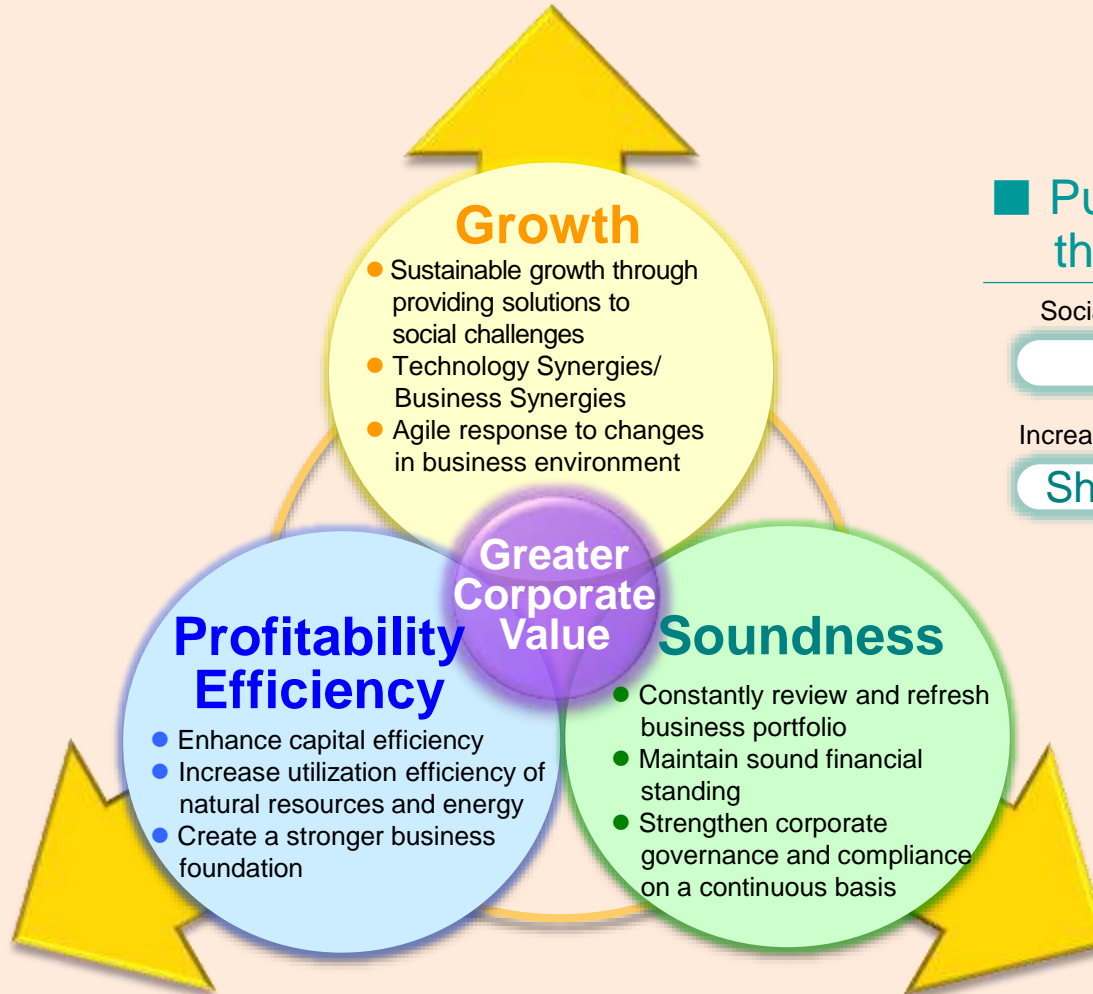 Growth
● Sustainable growth through
providing solutions to
social challenges
● Technology Synergies/
Business Synergies
● Agile response to changes
in business environment
Greater
Corporate
Value
Profitability
Efficiency
● Enhance capital efficiency
● Increase utilization efficiency of
natural resources and energy
● Create a stronger business
foundation
Soundness
● Constantly review and refresh
business portfolio
● Maintain sound financial
standing
● Strengthen corporate
governance and compliance
on a continuous basis